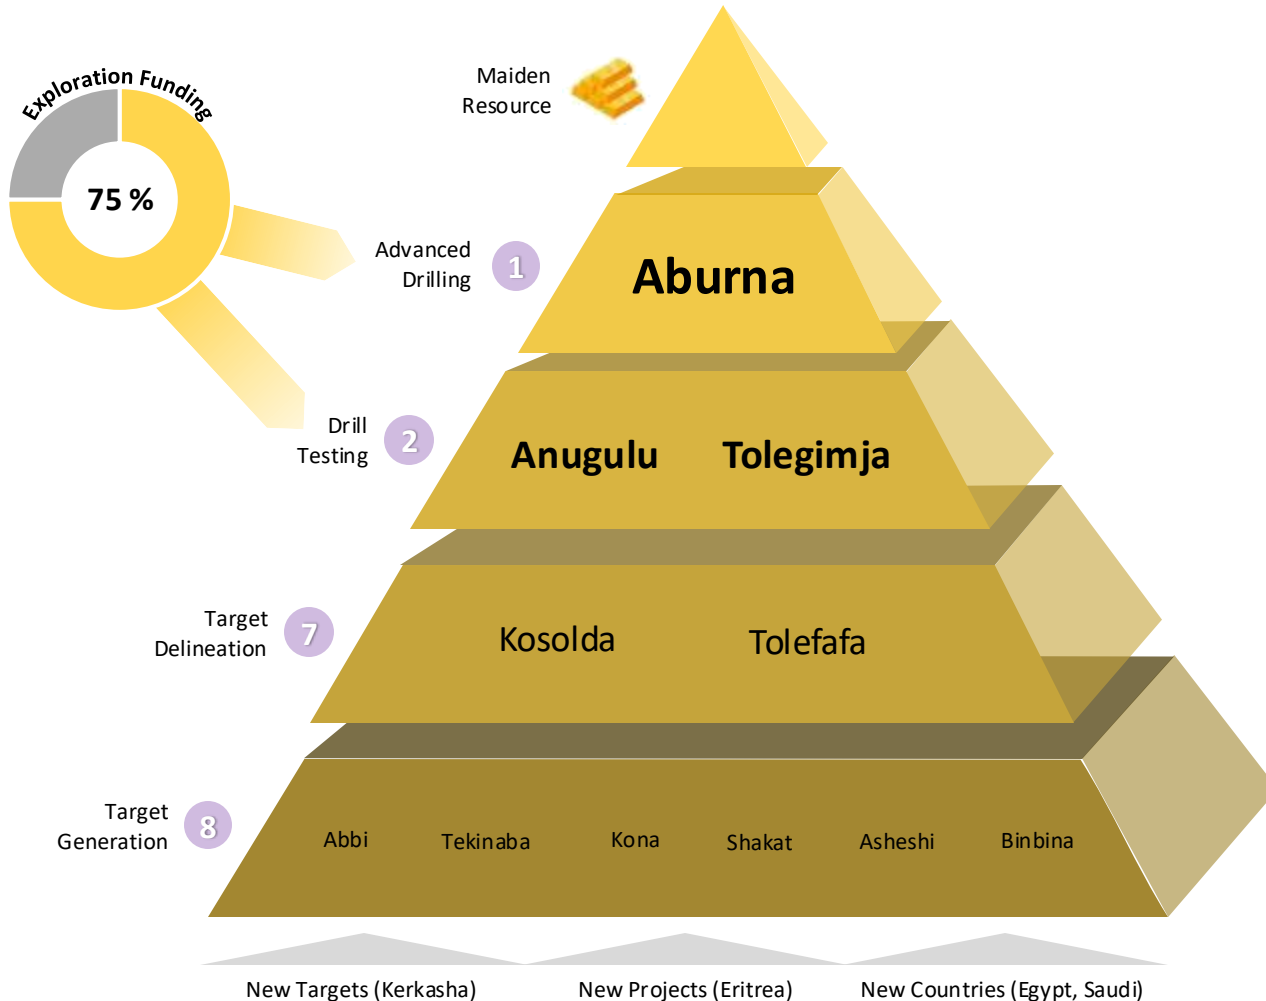 Exploration Funding
75 %
Maiden
Resource
Advanced
Drilling
1
Aburna
Drill
Testing
2
Anugulu Tolegimja
Target
Delineation
7
Kosolda Tolefafa
Target
Generation
8
Abbi Tekinaba Kona Shakat Asheshi Binbina
New Targets (Kerkasha) New Projects (Eritrea) New Countries (Egypt, Saudi)